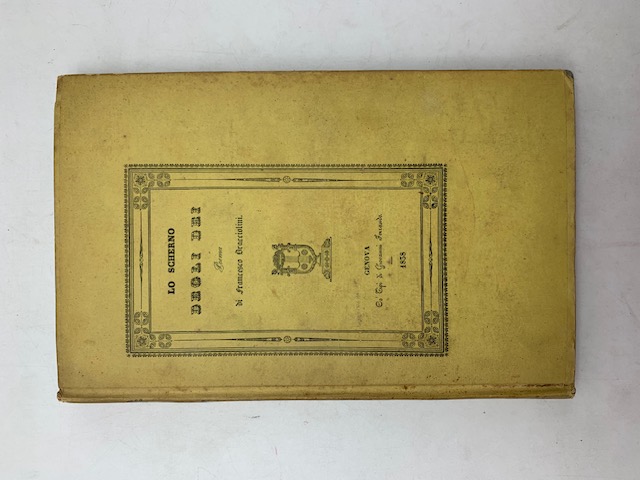 LO SCHERNO
DEGLI DEI
Poema
di Francesco Bracciolini.
GENOVA
Co' Tipi di Giovanni Ferrando
1838